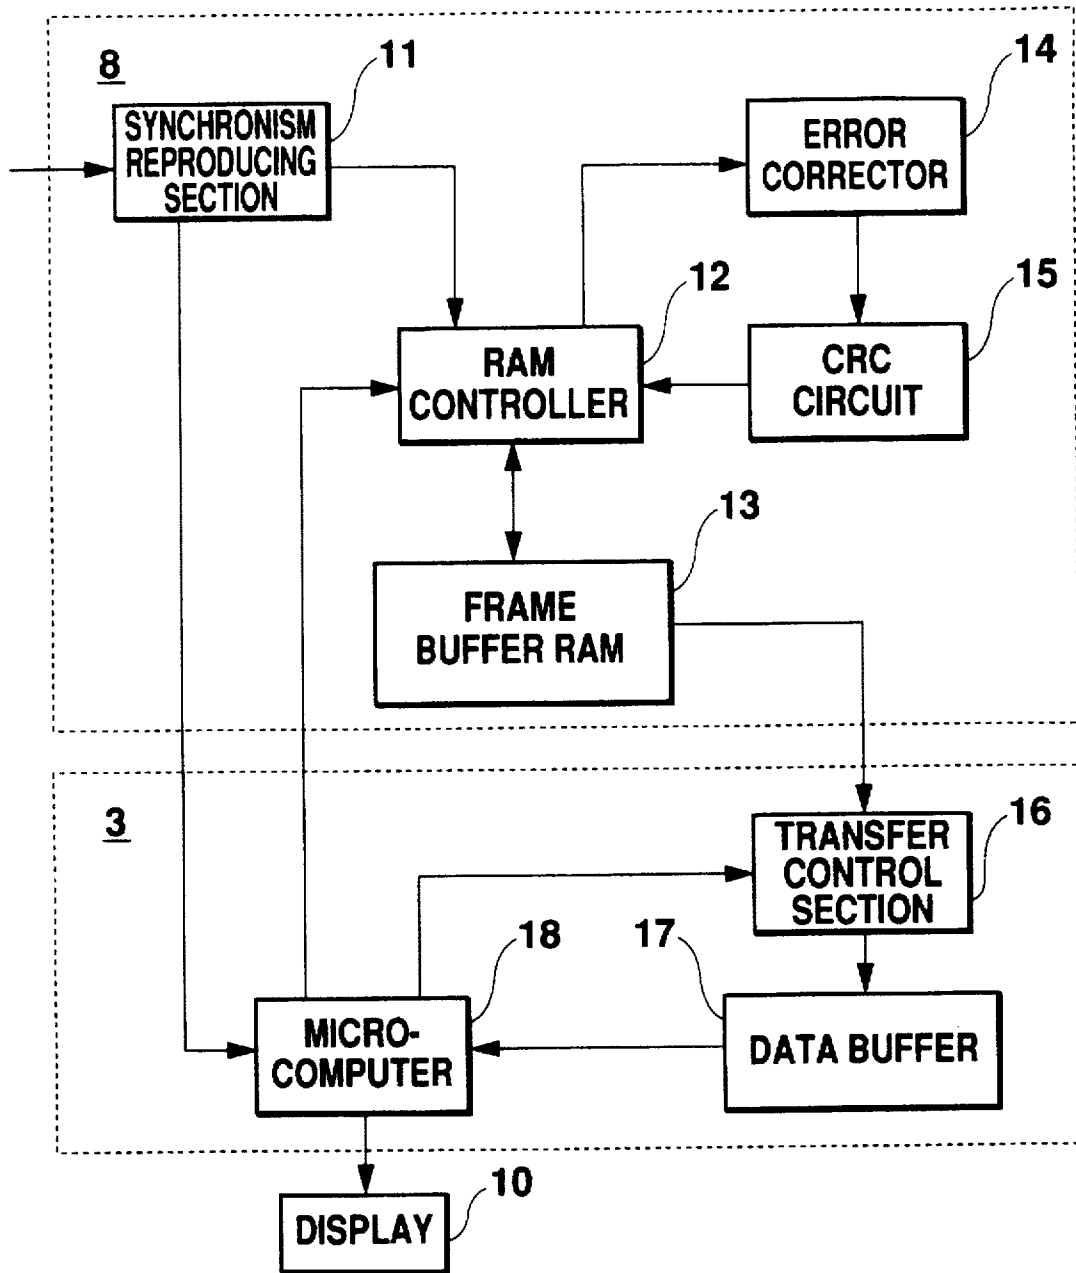 8
11
SYNCHRONISM
REPRODUCING
SECTION
14
ERROR
CORRECTOR
12
RAM
CONTROLLER
15
CRC
CIRCUIT
13
FRAME
BUFFER RAM
3
16
TRANSFER
CONTROL
SECTION
18
MICRO-
COMPUTER
17
DATA BUFFER
10
DISPLAY